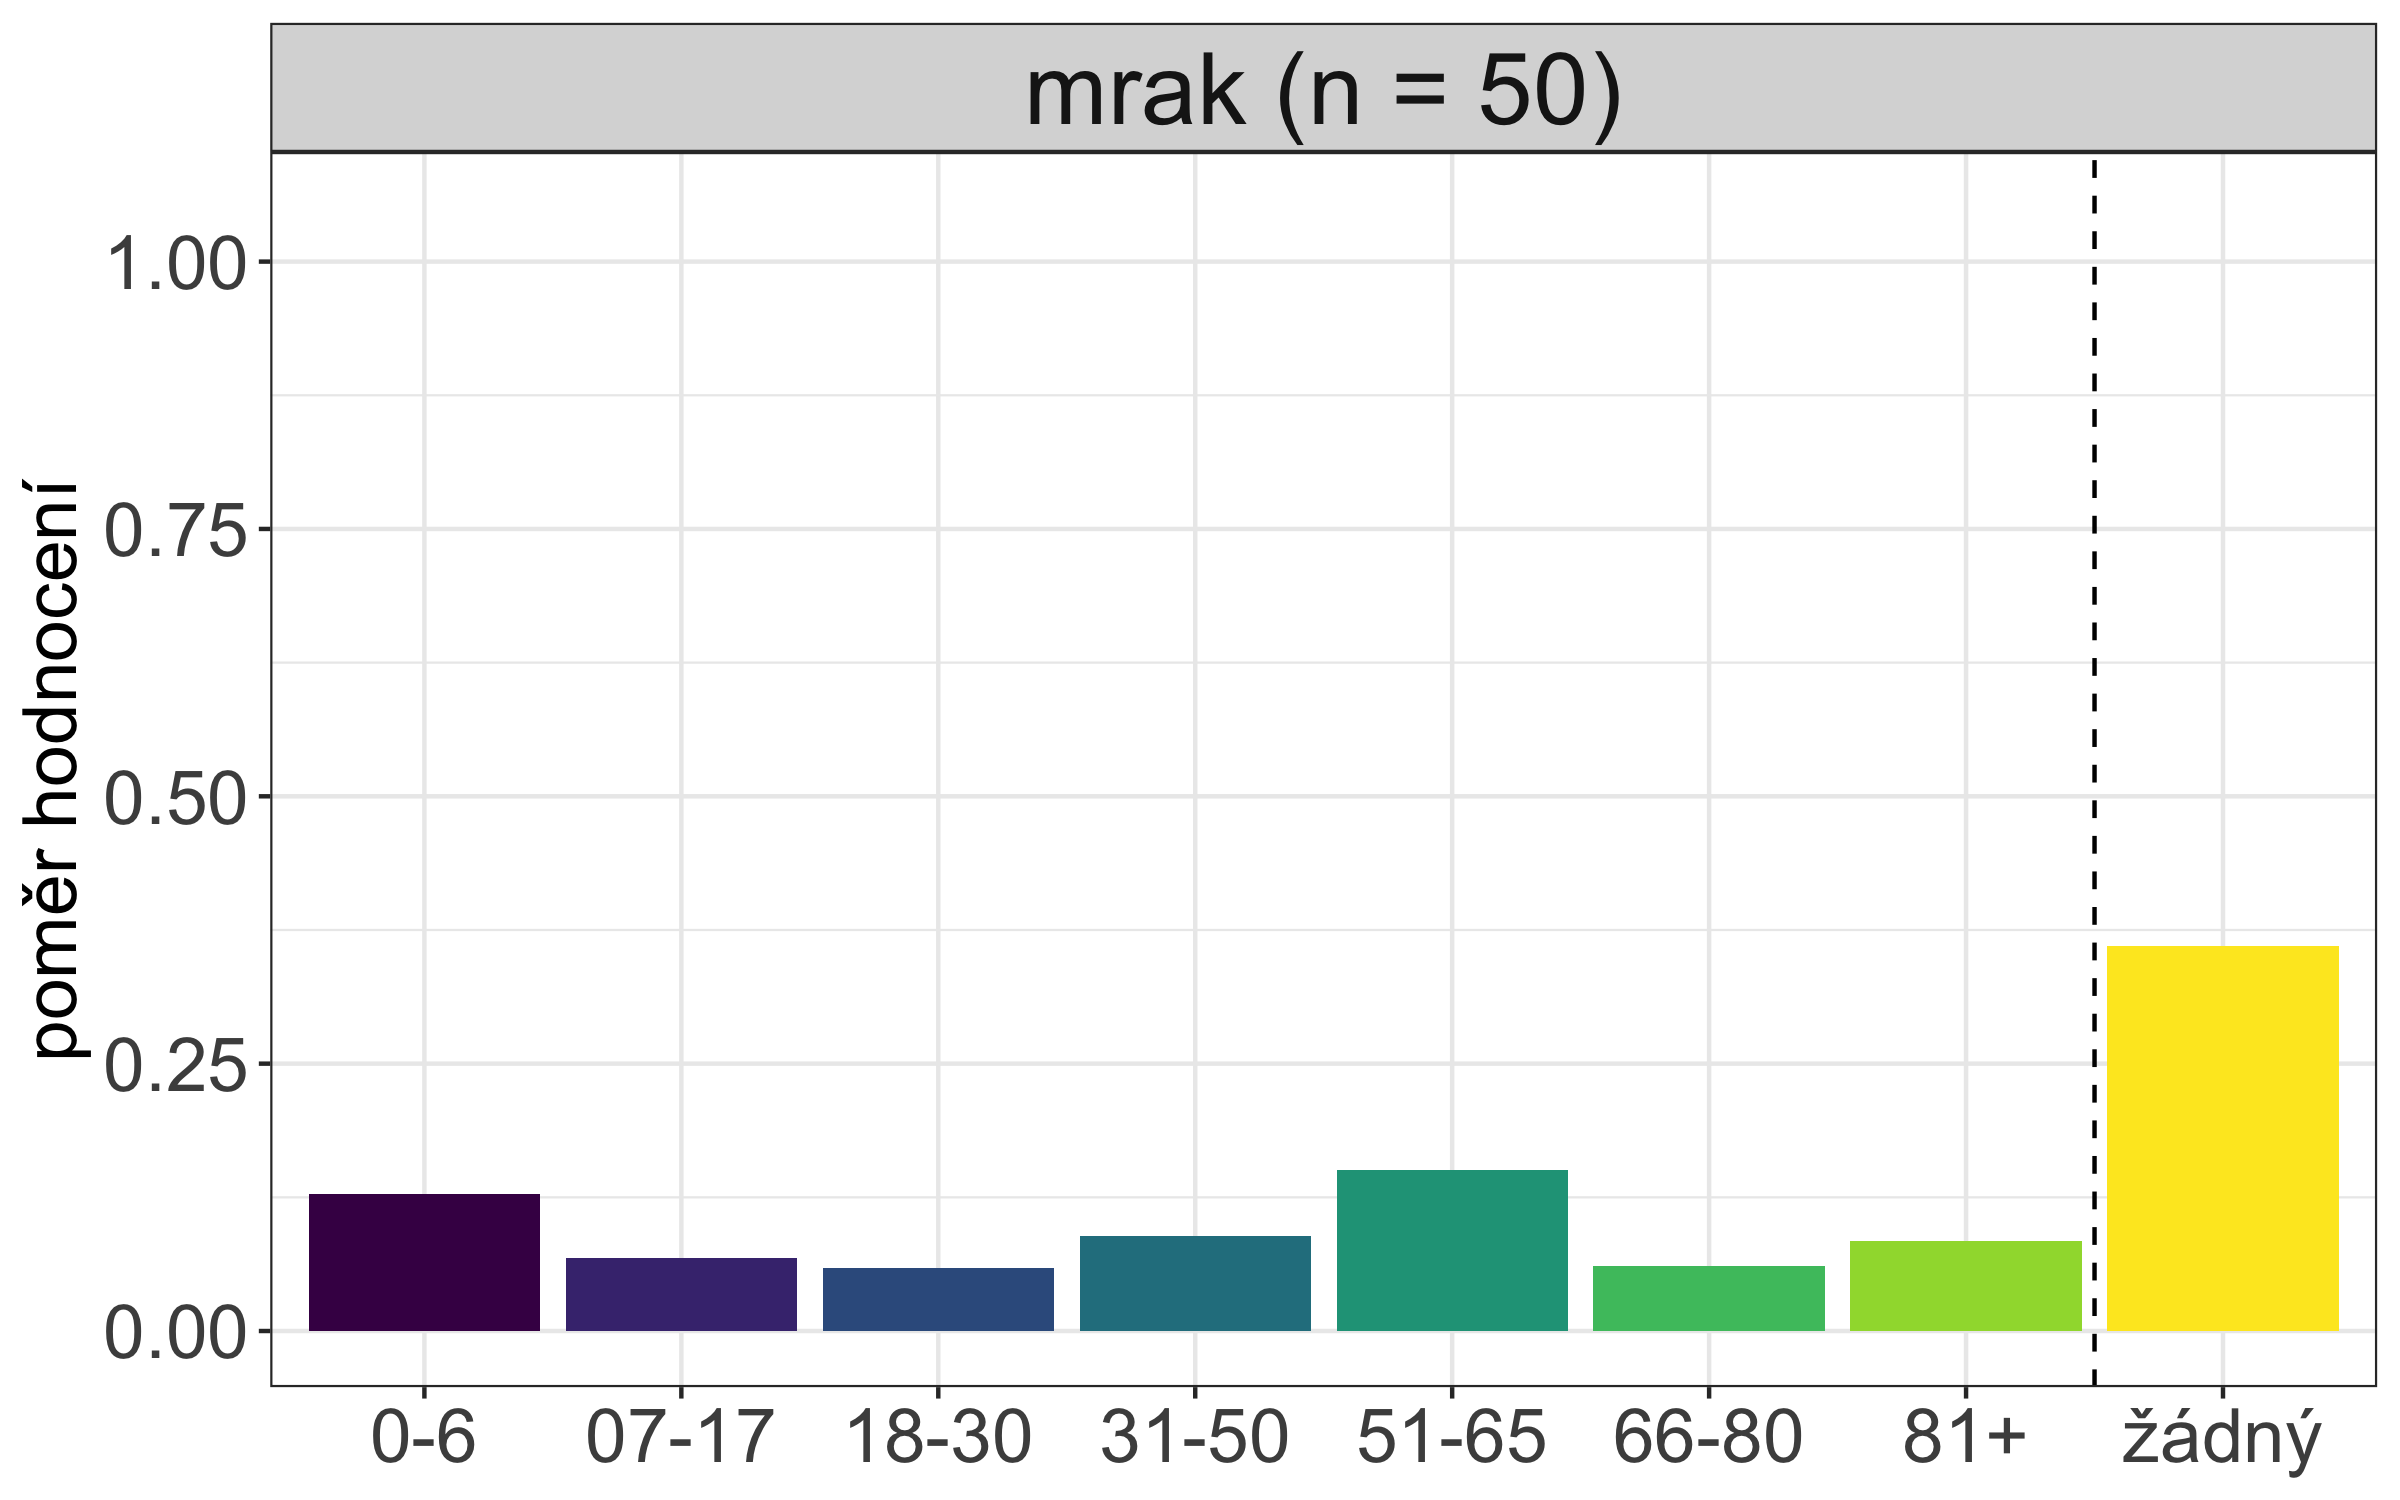 mrak (n = 50)
poměr hodnocení
1.00
0.75
0.50
0.25
0.00
0-6 07-17 18-30 31-50 51-65 66-80 81+ žádný